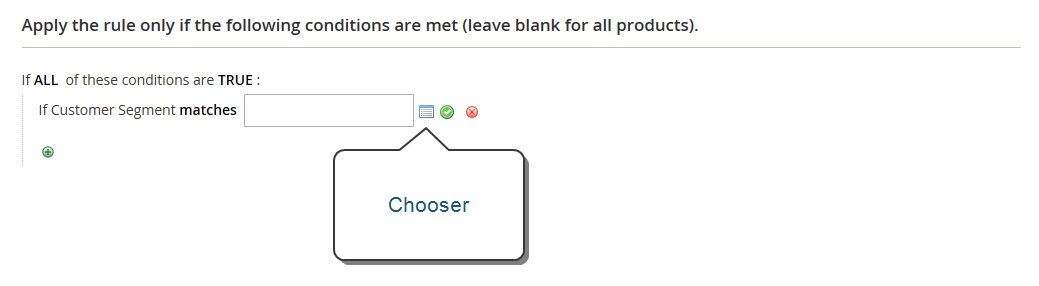 Apply the rule only if the following conditions are met (leave blank for all products).
If ALL of these conditions are TRUE :
If Customer Segment matches
Chooser